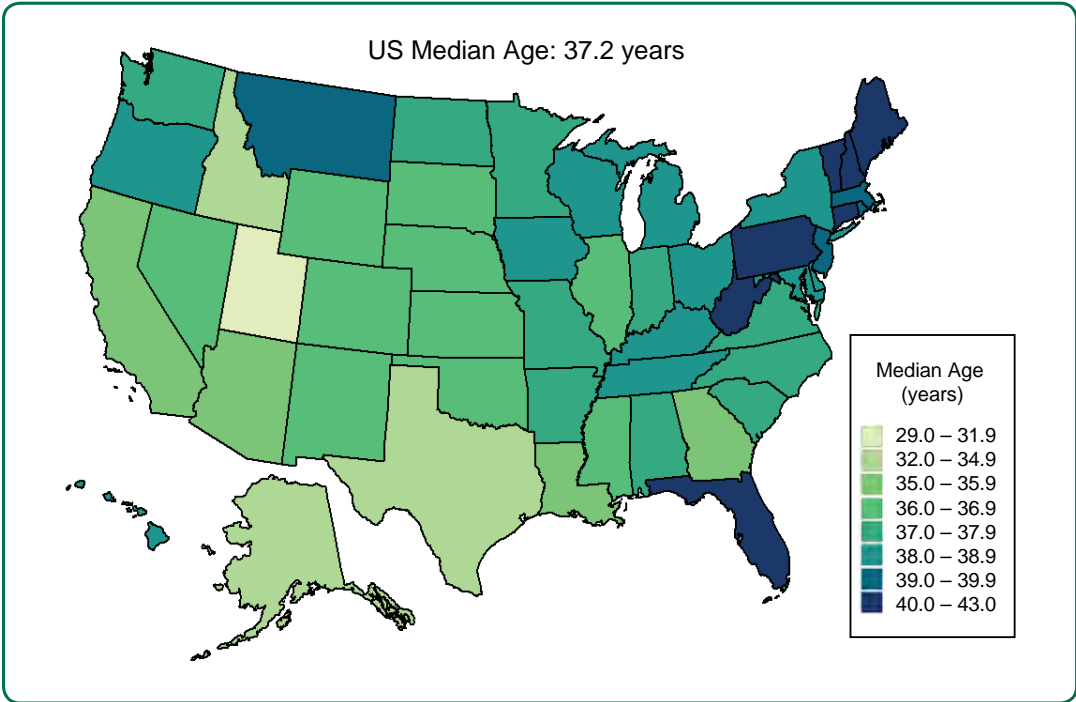 US Median Age: 37.2 years
Median Age
(years)
29.0 – 31.9
32.0 – 34.9
35.0 – 35.9
36.0 – 36.9
37.0 – 37.9
38.0 – 38.9
39.0 – 39.9
40.0 – 43.0